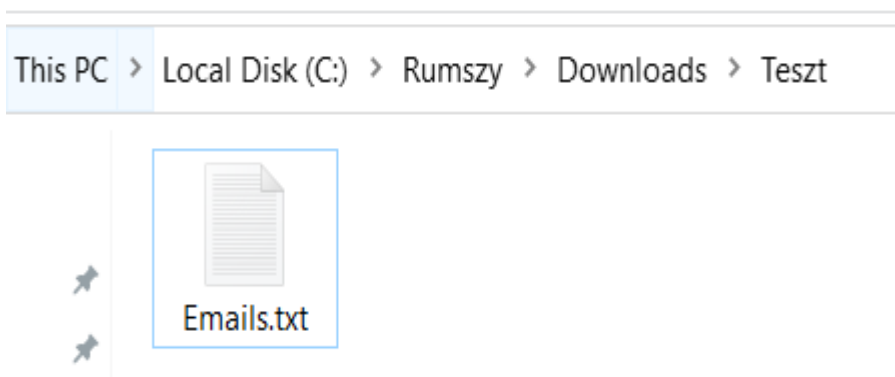 This PC > Local Disk (C:) > Rumszy > Downloads > Teszt
Emails.txt